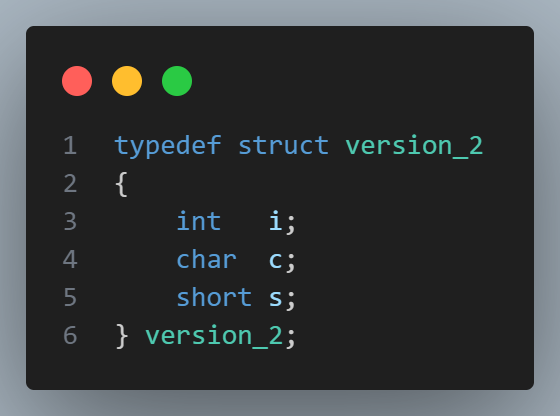 1 typedef struct version_2
2 {
3     int   i;
4     char  c;
5     short s;
6 } version_2;